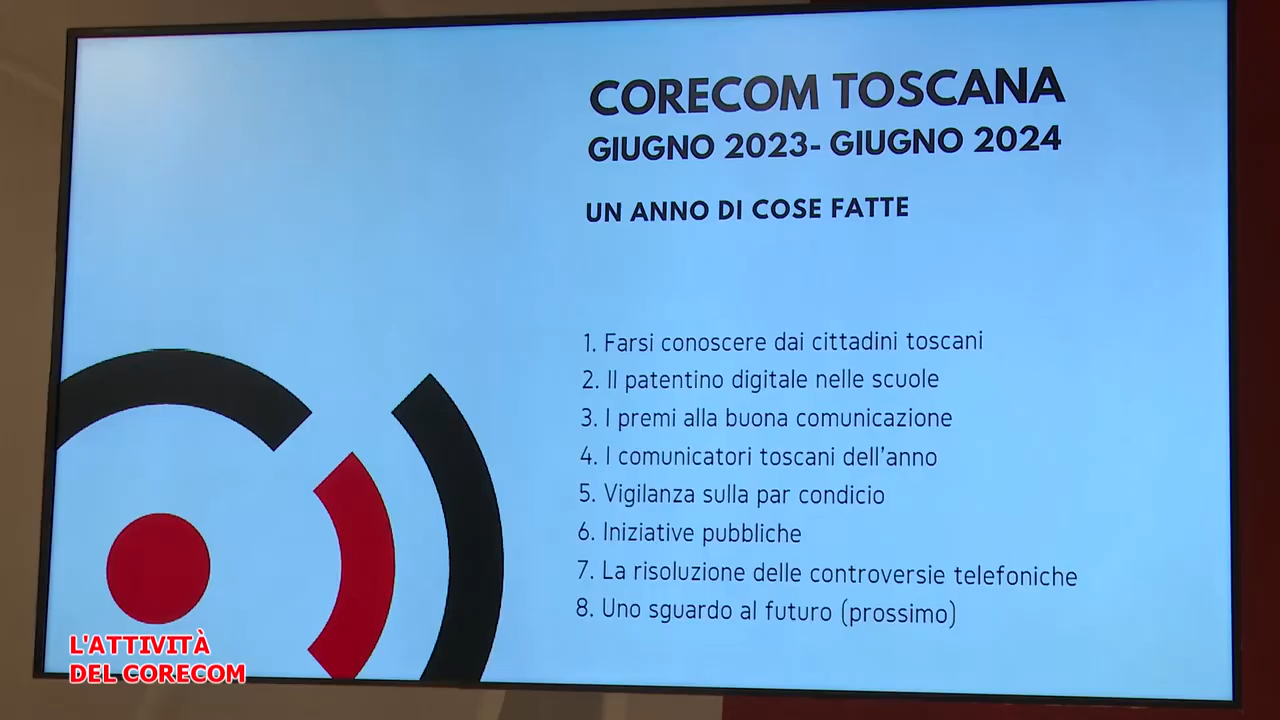 CORECOM TOSCANA
GIUGNO 2023- GIUGNO 2024
UN ANNO DI COSE FATTE
1. Farsi conoscere dai cittadini toscani
2. Il patentino digitale nelle scuole
3. I premi alla buona comunicazione
4. I comunicatori toscani dell'anno
5. Vigilanza sulla par condicio
6. Iniziative pubbliche
7. La risoluzione delle controversie telefoniche
8. Uno sguardo al futuro (prossimo)
L'ATTIVITÀ
DEL CORECOM